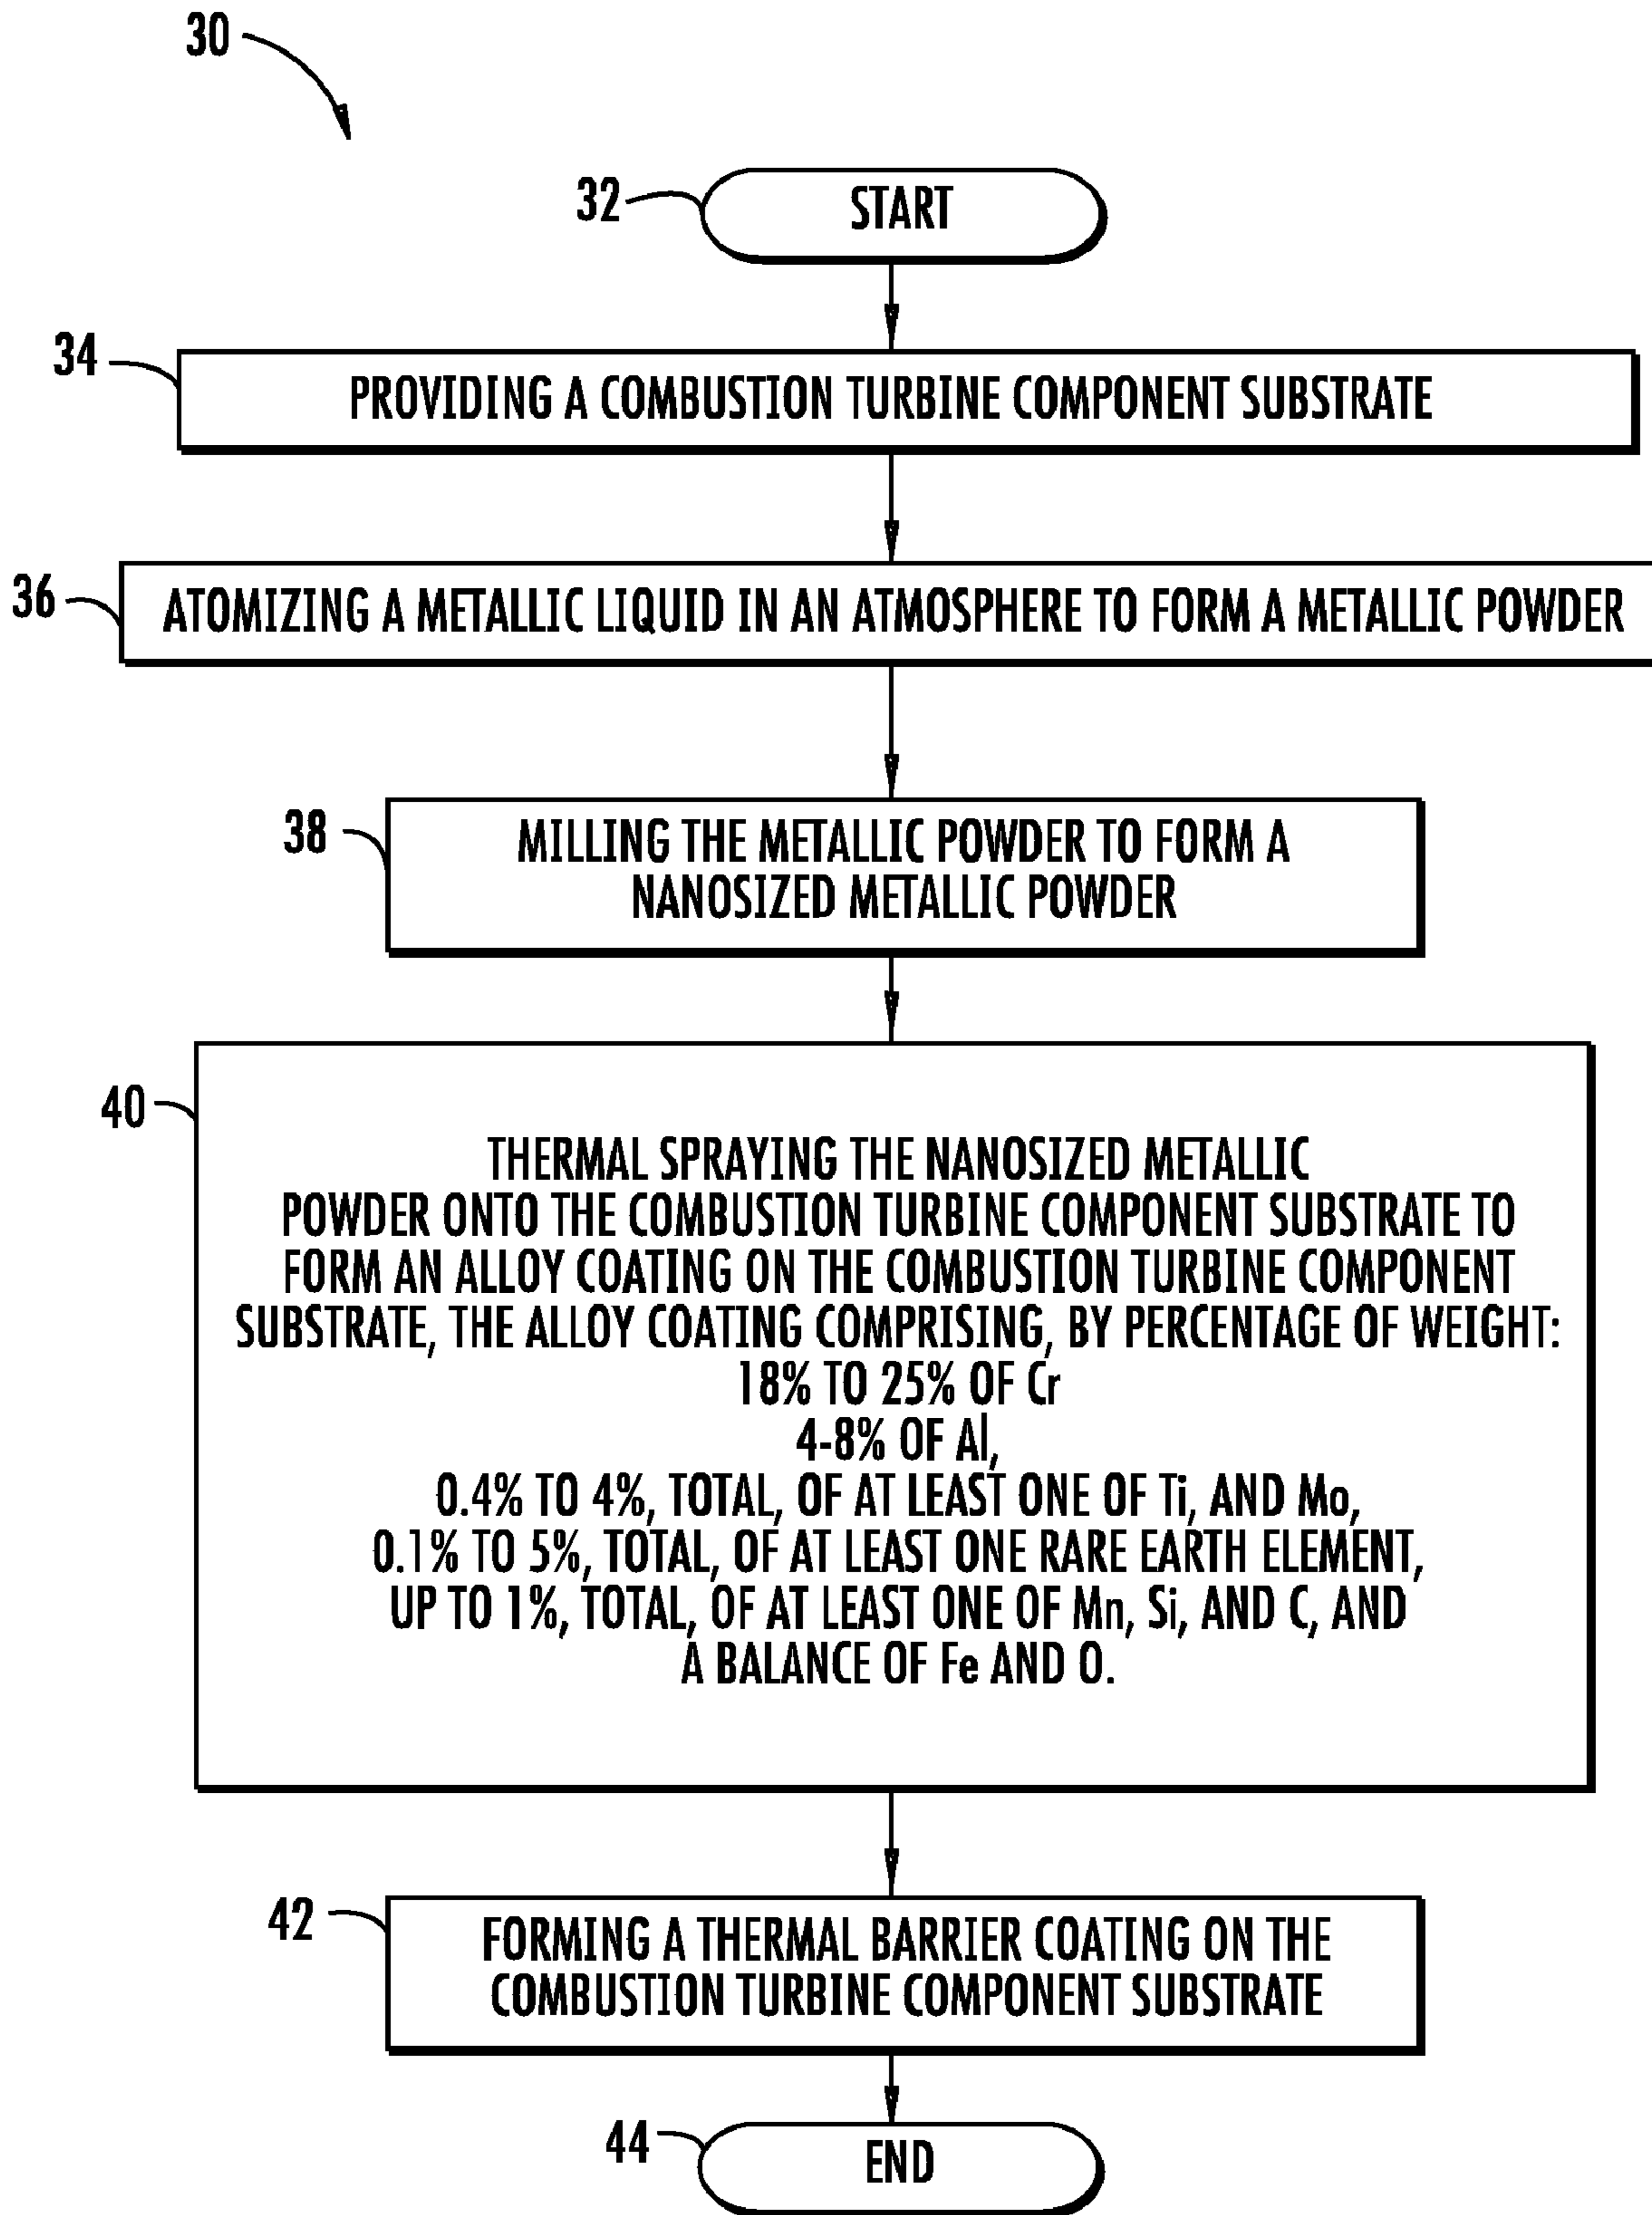 30
32
START
34
PROVIDING A COMBUSTION TURBINE COMPONENT SUBSTRATE
36
ATOMIZING A METALLIC LIQUID IN AN ATMOSPHERE TO FORM A METALLIC POWDER
38
MILLING THE METALLIC POWDER TO FORM A
NANOSIZED METALLIC POWDER
40
THERMAL SPRAYING THE NANOSIZED METALLIC
POWDER ONTO THE COMBUSTION TURBINE COMPONENT SUBSTRATE TO
FORM AN ALLOY COATING ON THE COMBUSTION TURBINE COMPONENT
SUBSTRATE, THE ALLOY COATING COMPRISING, BY PERCENTAGE OF WEIGHT:
18% TO 25% OF Cr
4-8% OF Al,
0.4% TO 4%, TOTAL, OF AT LEAST ONE OF Ti, AND Mo,
0.1% TO 5%, TOTAL, OF AT LEAST ONE RARE EARTH ELEMENT,
UP TO 1%, TOTAL, OF AT LEAST ONE OF Mn, Si, AND C, AND
A BALANCE OF Fe AND O.
42
FORMING A THERMAL BARRIER COATING ON THE
COMBUSTION TURBINE COMPONENT SUBSTRATE
44
END